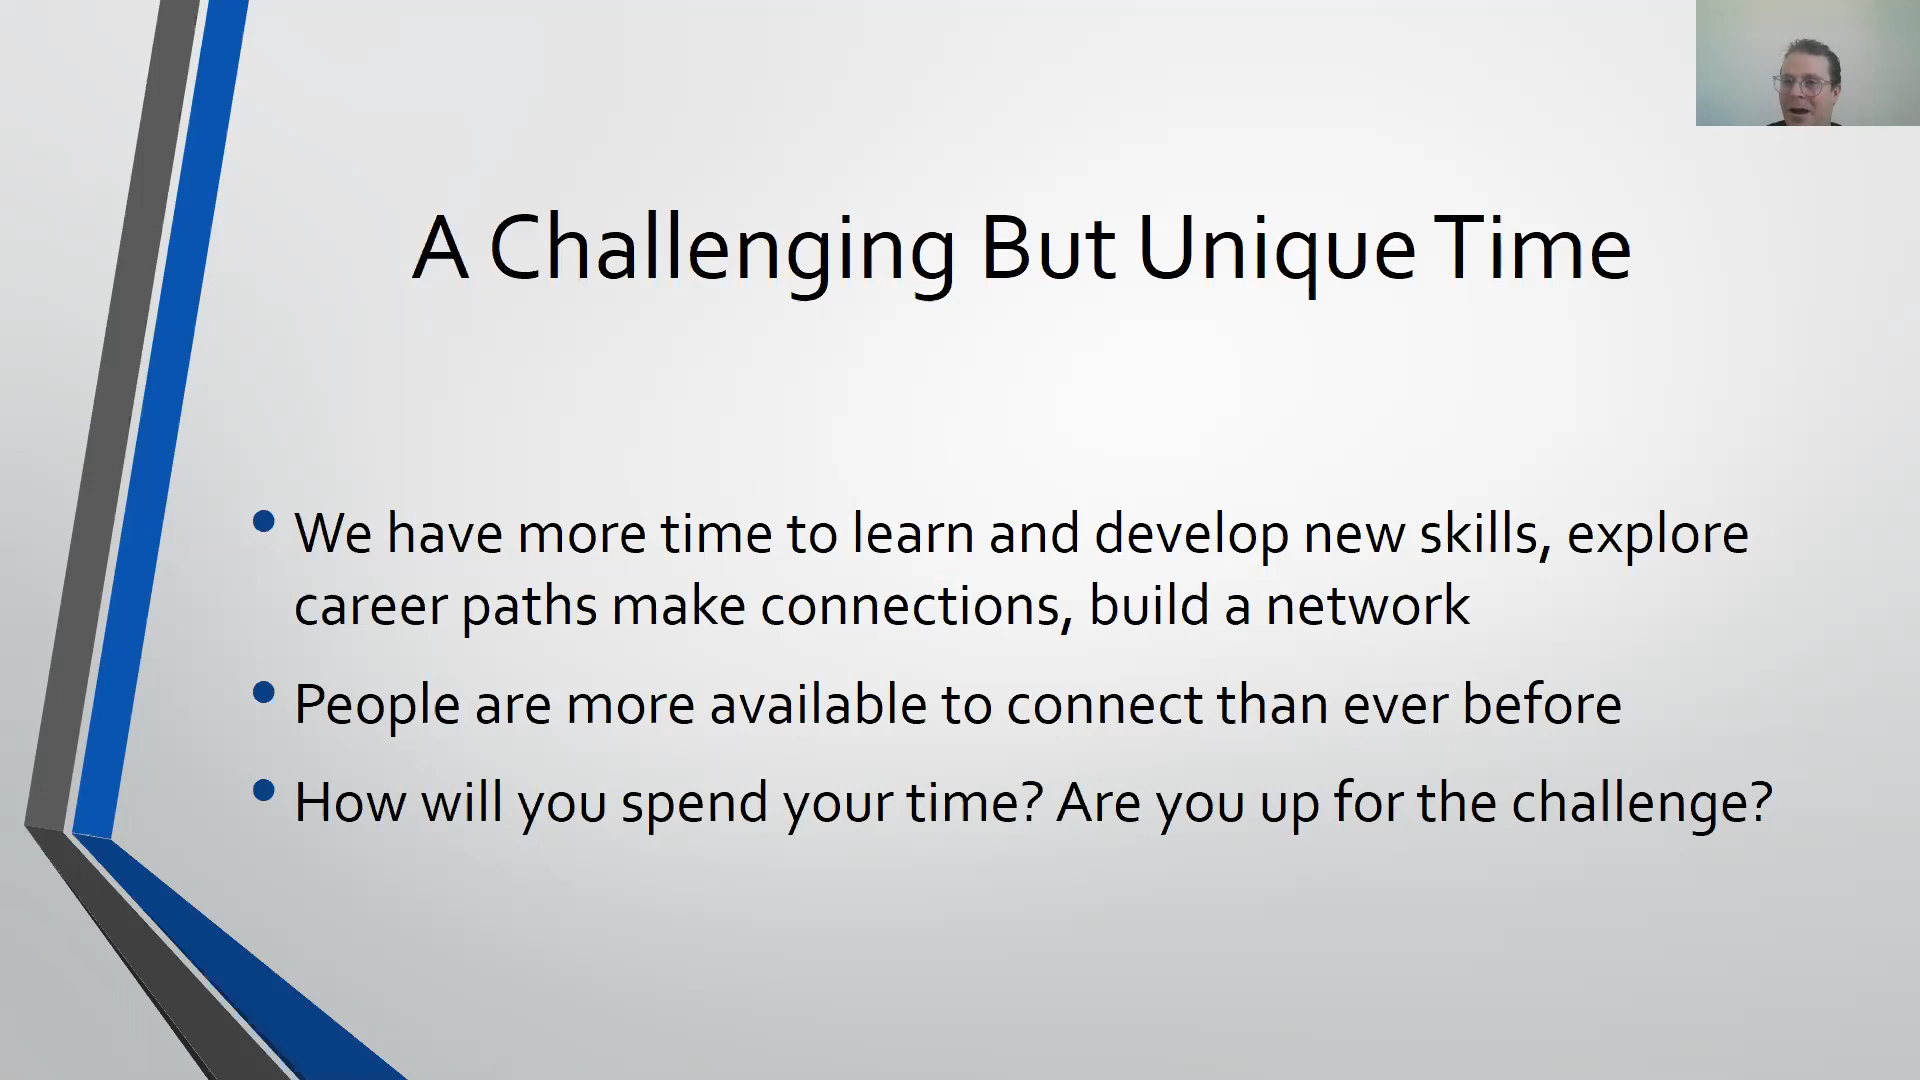 A Challenging But Unique Time
• We have more time to learn and develop new skills, explore
career paths make connections, build a network
• People are more available to connect than ever before
• How will you spend your time? Are you up for the challenge?